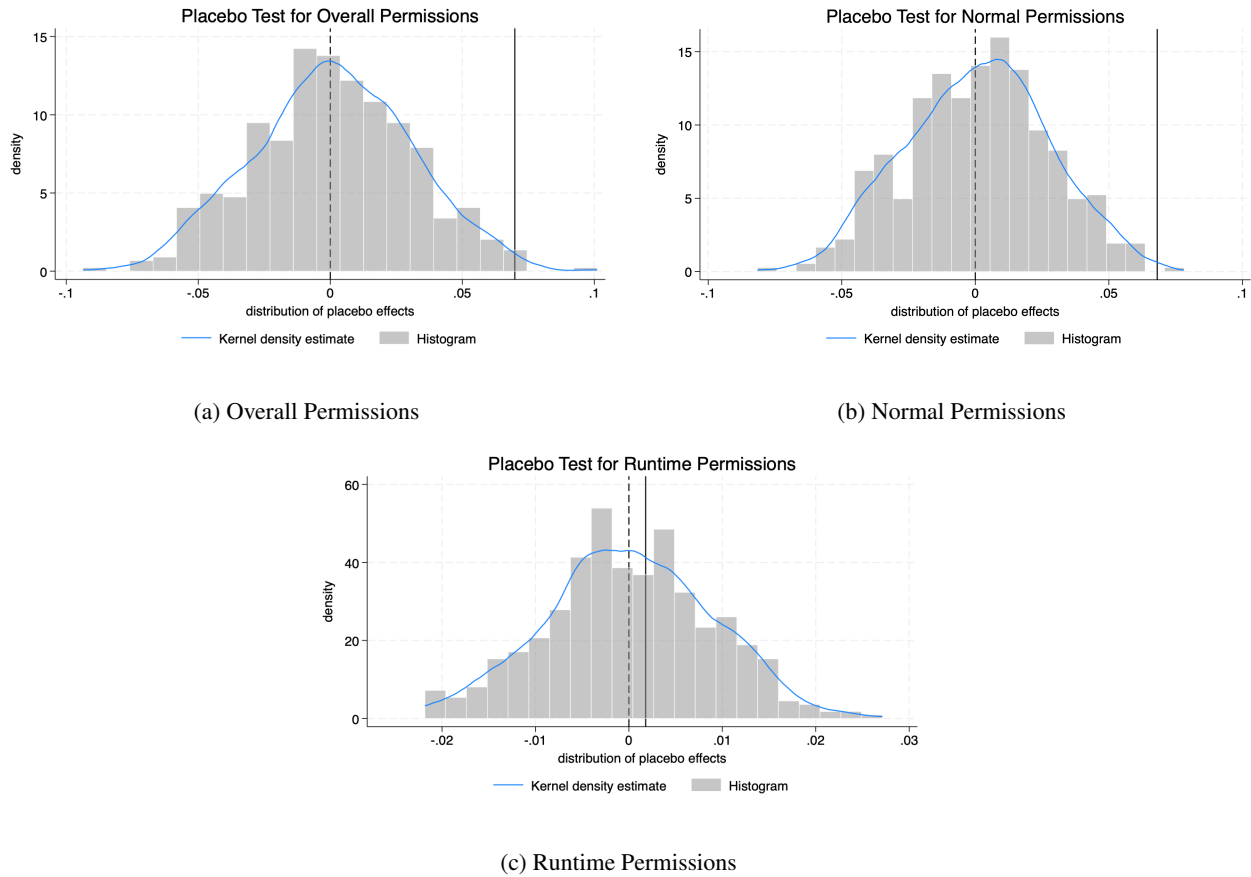 Placebo Test for Overall Permissions
15
10
5
0
density
-.1
-.05
0
.05
.1
distribution of placebo effects
Kernel density estimate
Histogram
(a) Overall Permissions
Placebo Test for Normal Permissions
15
10
5
0
density
-.1
-.05
0
.05
.1
distribution of placebo effects
Kernel density estimate
Histogram
(b) Normal Permissions
Placebo Test for Runtime Permissions
60
40
20
0
density
-.02
-.01
0
.01
.02
.03
distribution of placebo effects
Kernel density estimate
Histogram
(c) Runtime Permissions